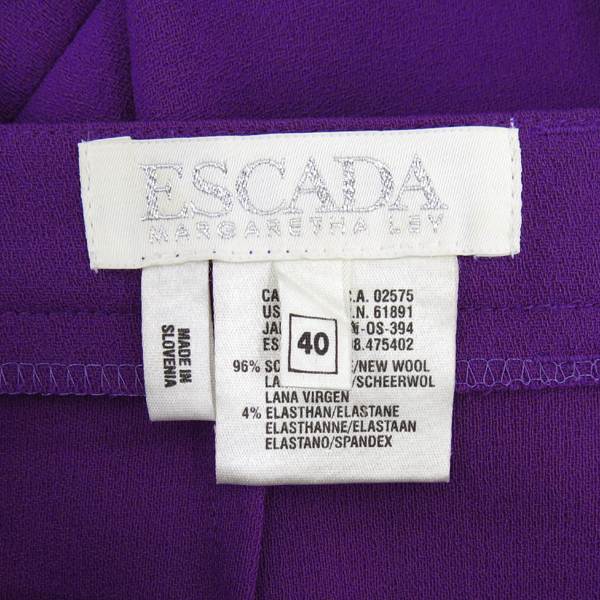 ESCADA
MARGARETHA LEY
MADE IN
SLOVENIA
40
CA .A. 02575
US .N. 61891
JA -OS-394
ES 8.475402
96% SC /NEW WOOL
LA /SCHEERWOL
LANA VIRGEN
4% ELASTHAN/ELASTANE
ELASTHANNE/ELASTAAN
ELASTANO/SPANDEX